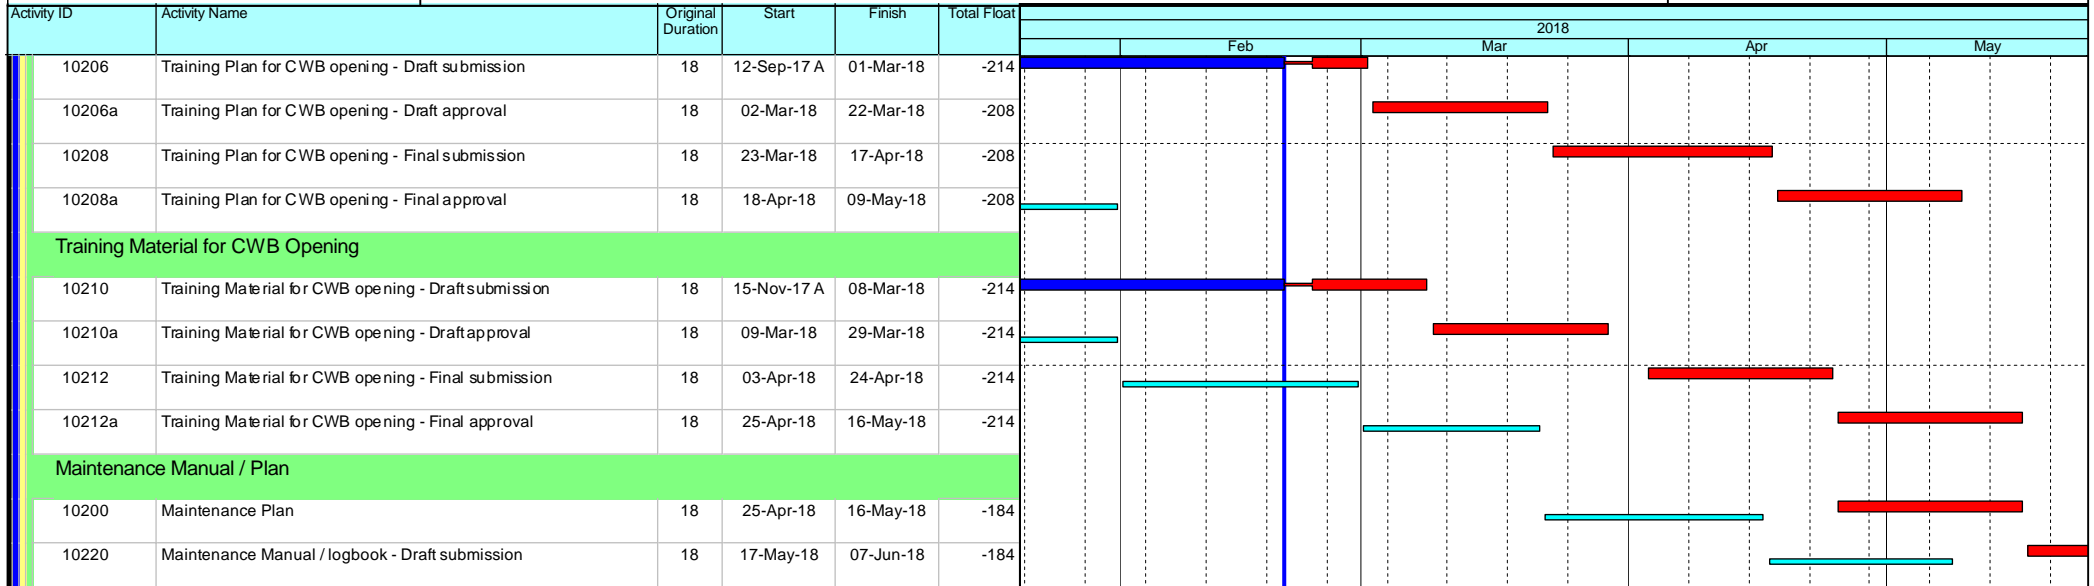 Activity ID Activity Name Original Duration Start Finish Total Float
2018
Feb Mar Apr May
10206 Training Plan for CWB opening - Draft submission 18 12-Sep-17 A 01-Mar-18 -214
10206a Training Plan for CWB opening - Draft approval 18 02-Mar-18 22-Mar-18 -208
10208 Training Plan for CWB opening - Final submission 18 23-Mar-18 17-Apr-18 -208
10208a Training Plan for CWB opening - Final approval 18 18-Apr-18 09-May-18 -208
Training Material for CWB Opening
10210 Training Material for CWB opening - Draft submission 18 15-Nov-17 A 08-Mar-18 -214
10210a Training Material for CWB opening - Draft approval 18 09-Mar-18 29-Mar-18 -214
10212 Training Material for CWB opening - Final submission 18 03-Apr-18 24-Apr-18 -214
10212a Training Material for CWB opening - Final approval 18 25-Apr-18 16-May-18 -214
Maintenance Manual / Plan
10200 Maintenance Plan 18 25-Apr-18 16-May-18 -184
10220 Maintenance Manual / logbook - Draft submission 18 17-May-18 07-Jun-18 -184